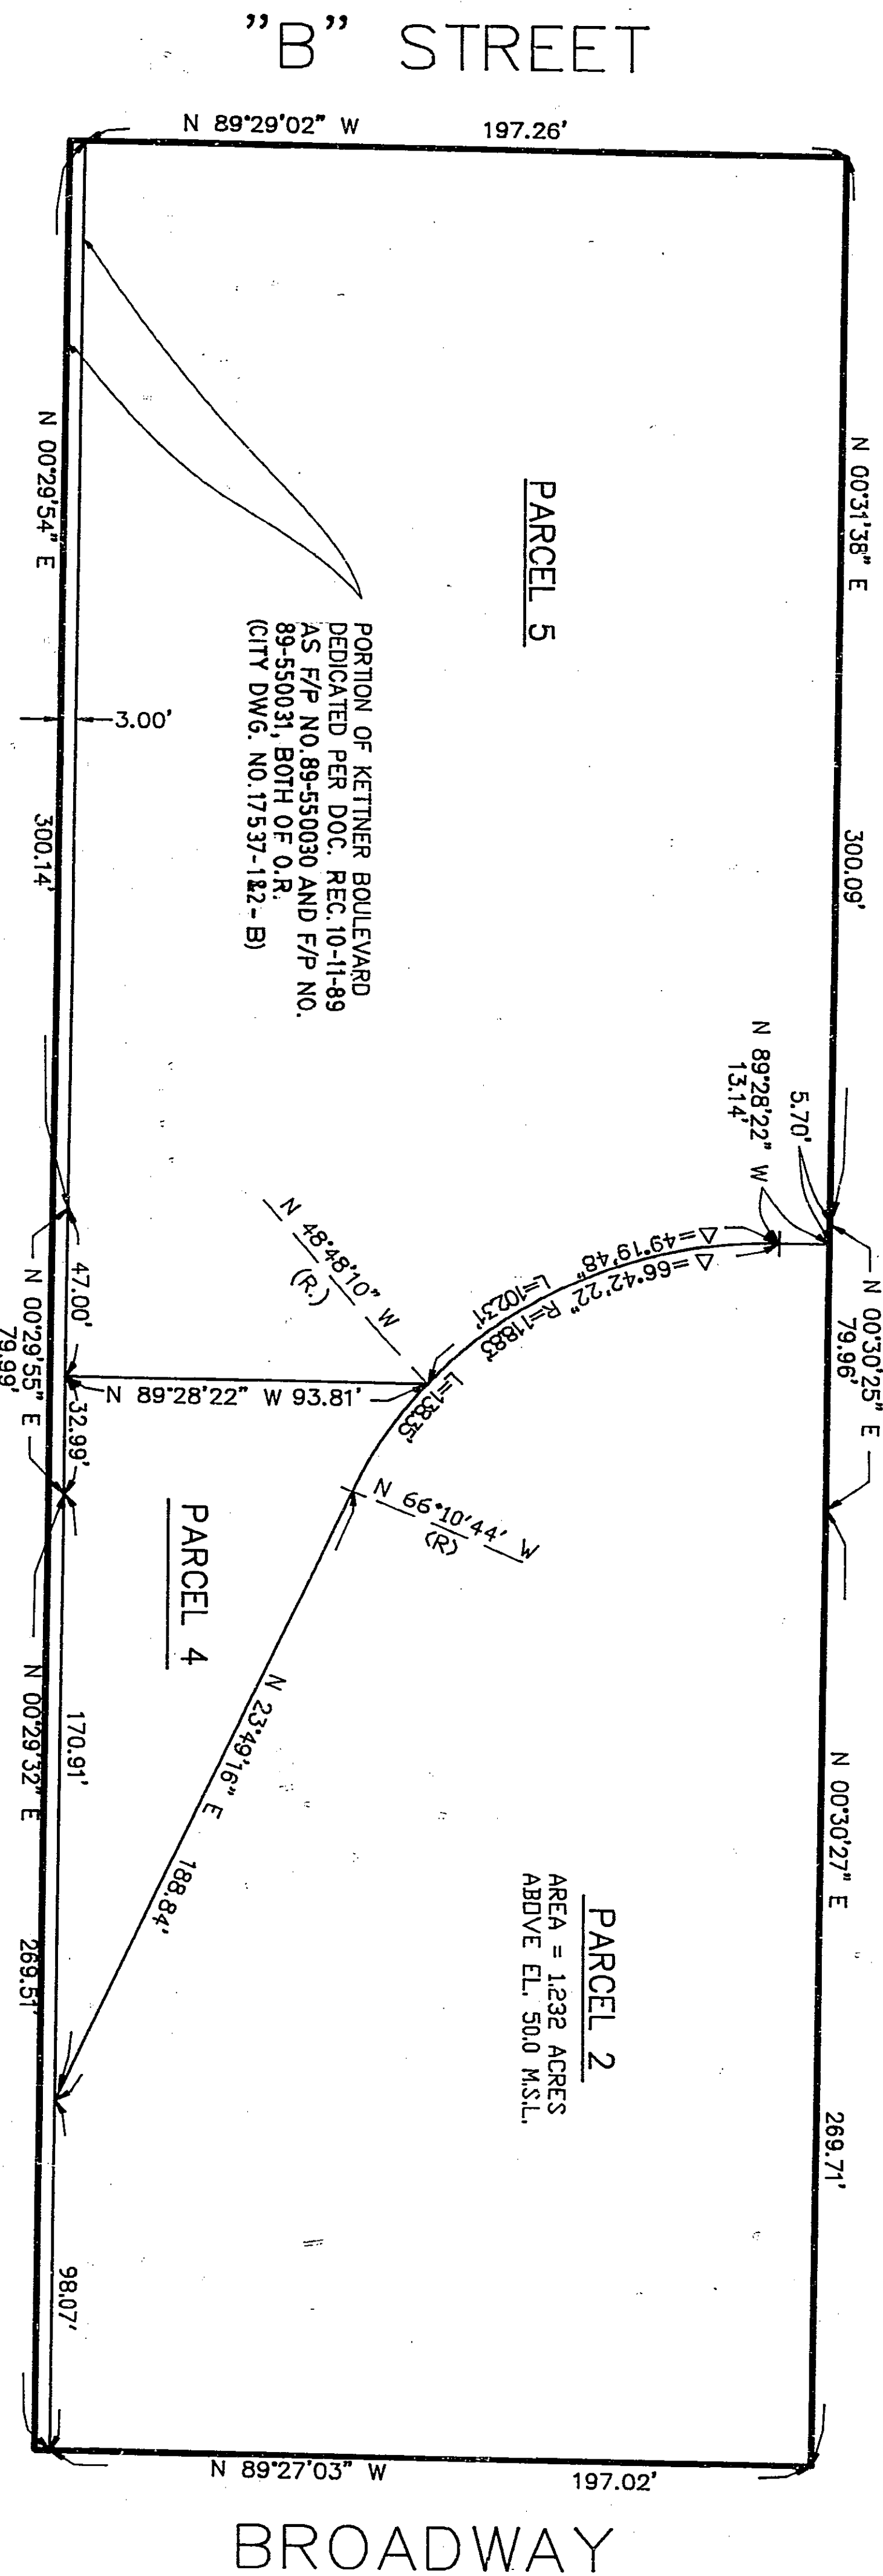 "B" STREET
N 89°29'02" W
197.26'
N 00°31'38" E
300.09'
PARCEL 5
PORTION OF KETTNER BOULEVARD
DEDICATED PER DOC. REC. 10-11-89
AS F/P NO. 89-550030 AND F/P NO.
89-550031, BOTH OF O.R.
(CITY DWG. NO. 17537-1&2-B)
N 00°29'54" E
3.00'
300.14'
5.70'
N 89°28'22" W
13.14'
N 00°30'25" E
79.96'
Δ=49°19'48"
L=102.31'
Δ=66°42'22" R=118.83'
L=138.35'
N 48°48'10" W
(R.)
47.00'
N 89°28'22" W 93.81'
N 00°29'55" E
79.99'
32.99'
N 66°10'44' W
(R)
PARCEL 4
N 23°49'16" E
188.84'
170.91'
N 00°29'32" E
269.51'
N 00°30'27" E
269.71'
PARCEL 2
AREA = 1.232 ACRES
ABOVE EL. 50.0 M.S.L.
98.07'
N 89°27'03" W
197.02'
BROADWAY